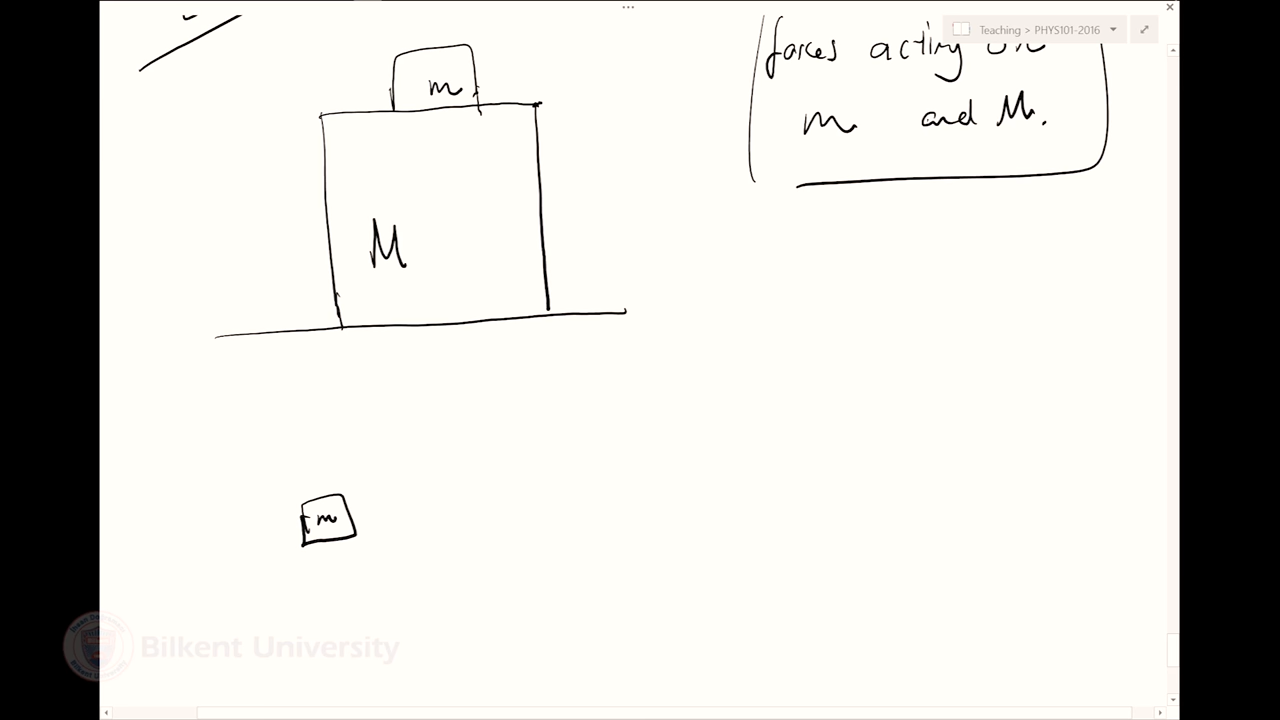 Teaching > PHYS101-2016
forces acting on
m and M.
m
M
m
Bilkent University